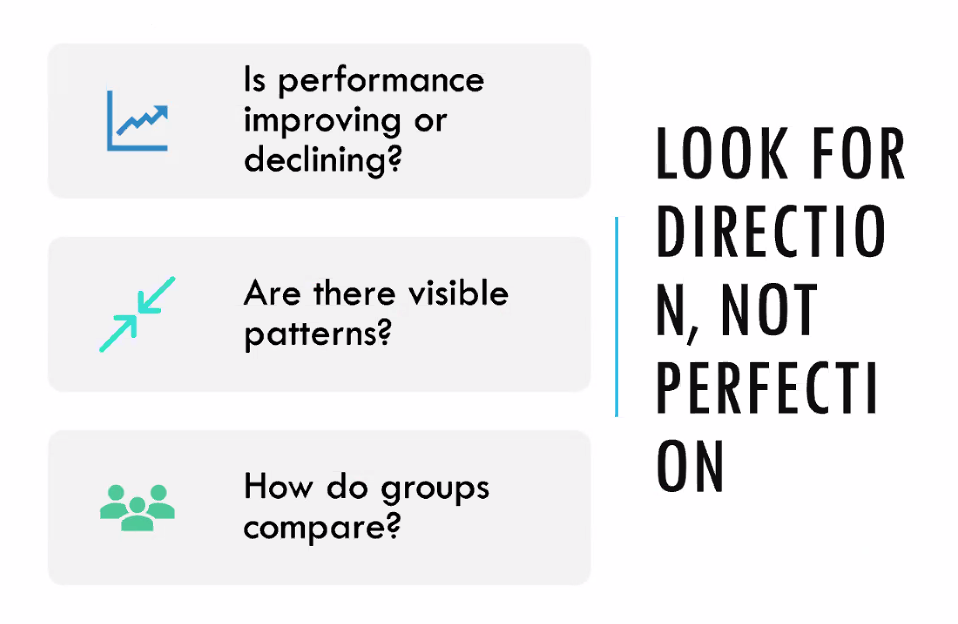 Is performance
improving or
declining?
Are there visible
patterns?
How do groups
compare?
LOOK FOR
DIRECTIO
N, NOT
PERFECTI
ON